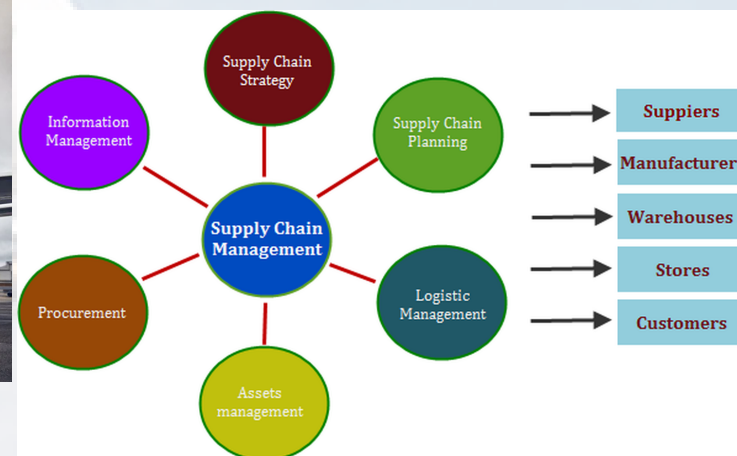 Supply Chain
Strategy
Information
Management
Supply Chain
Planning
Supply Chain
Management
Procurement
Logistic
Management
Assets
management
Suppiers
Manufacturer
Warehouses
Stores
Customers